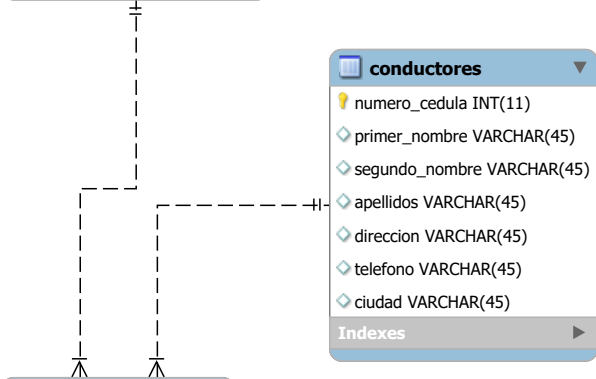 conductores
numero_cedula INT(11)
primer_nombre VARCHAR(45)
segundo_nombre VARCHAR(45)
apellidos VARCHAR(45)
direccion VARCHAR(45)
telefono VARCHAR(45)
ciudad VARCHAR(45)
Indexes